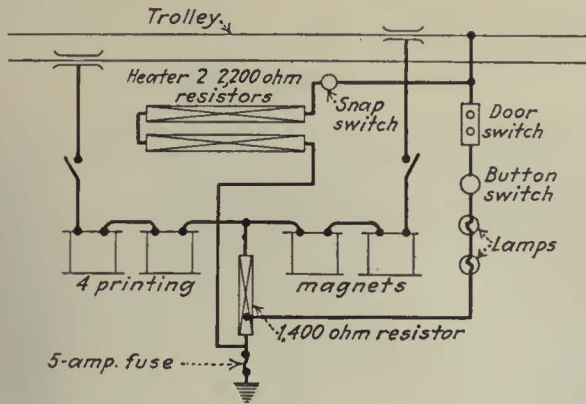 Trolley
Heater 2 2,200 ohm
resistors
Snap
switch
Door
switch
Button
switch
Lamps
4 printing
magnets
1,400 ohm resistor
5-amp. fuse